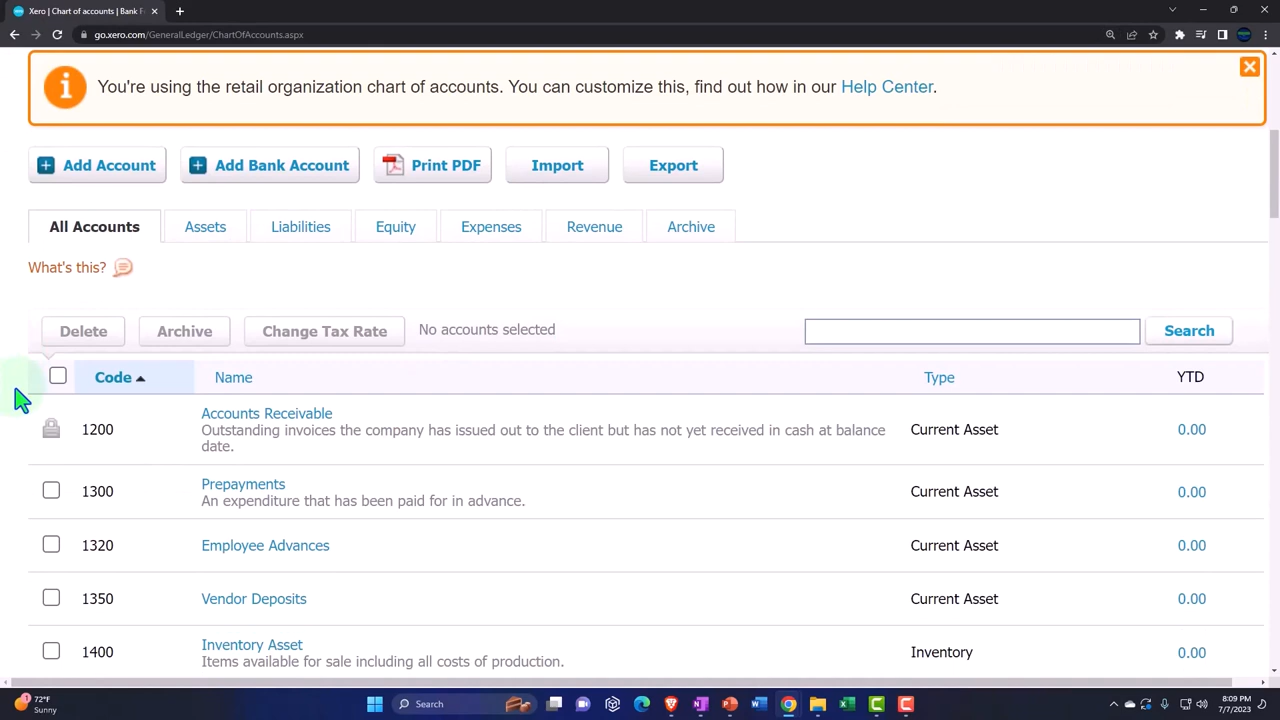 Xero | Chart of accounts | Bank F
go.xero.com/GeneralLedger/ChartOfAccounts.aspx
You're using the retail organization chart of accounts. You can customize this, find out how in our Help Center.
Add Account
Add Bank Account
Print PDF
Import
Export
All Accounts
Assets
Liabilities
Equity
Expenses
Revenue
Archive
What's this?
Delete
Archive
Change Tax Rate
No accounts selected
Search
Code
Name
Type
YTD
1200
Accounts Receivable
Outstanding invoices the company has issued out to the client but has not yet received in cash at balance
date.
Current Asset
0.00
1300
Prepayments
An expenditure that has been paid for in advance.
Current Asset
0.00
1320
Employee Advances
Current Asset
0.00
1350
Vendor Deposits
Current Asset
0.00
1400
Inventory Asset
Items available for sale including all costs of production.
Inventory
0.00
72°F
Sunny
Search
8:09 PM
7/7/2023